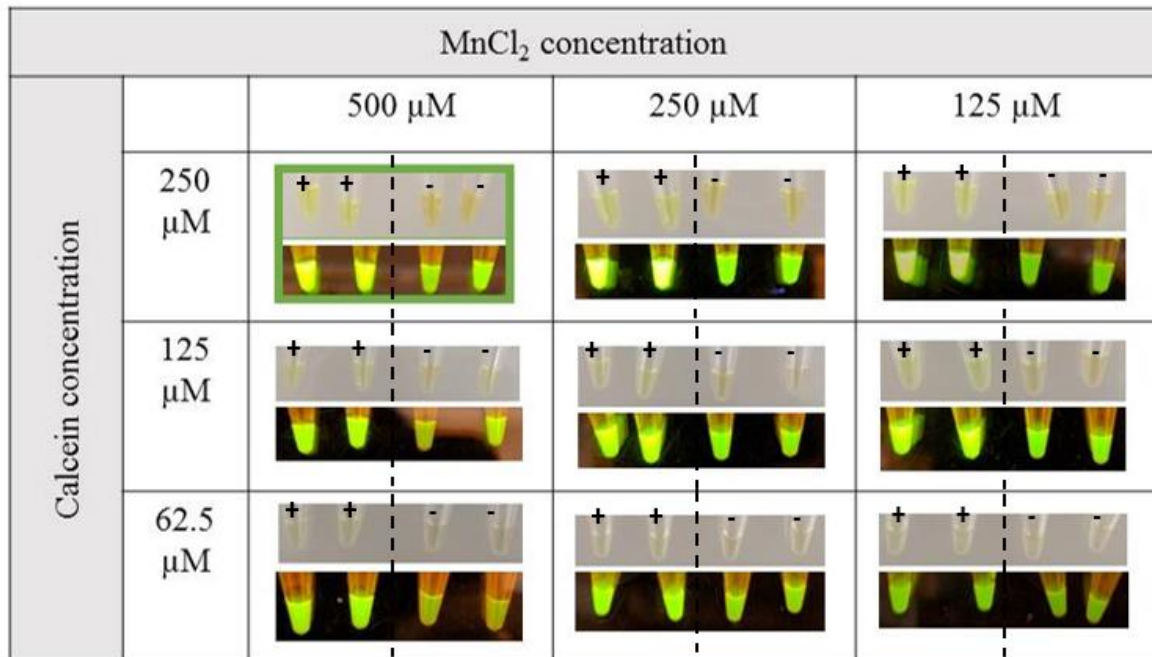 MnCl₂ concentration
500 µM 250 µM 125 µM
Calcein concentration
250
µM
+ + - - + + - - + + - -
125
µM
+ + - - + + - - + + - -
62.5
µM
+ + - - + + - - + + - -